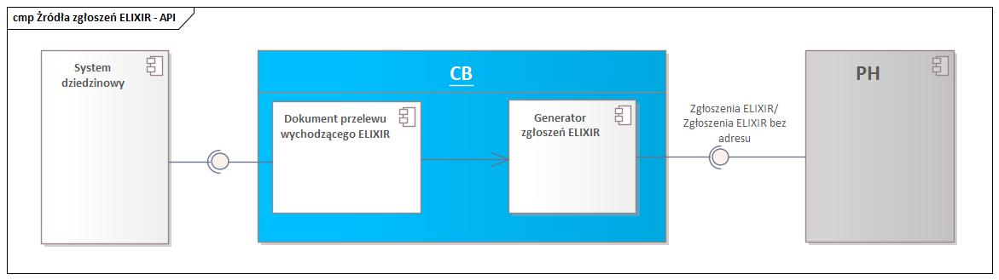 cmp Żródła zgłoszeń ELIXIR - API
System
dziedzinowy
CB
Dokument przelewu
wychodzącego ELIXIR
Generator
zgłoszeń ELIXIR
Zgłoszenia ELIXIR/
Zgłoszenia ELIXIR bez
adresu
PH